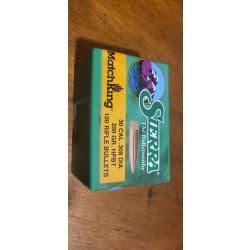 MatchKing
30 CAL. .308 DIA.
200 GR. HPBT
100 RIFLE BULLETS
SIERRA
The Bulletsmiths